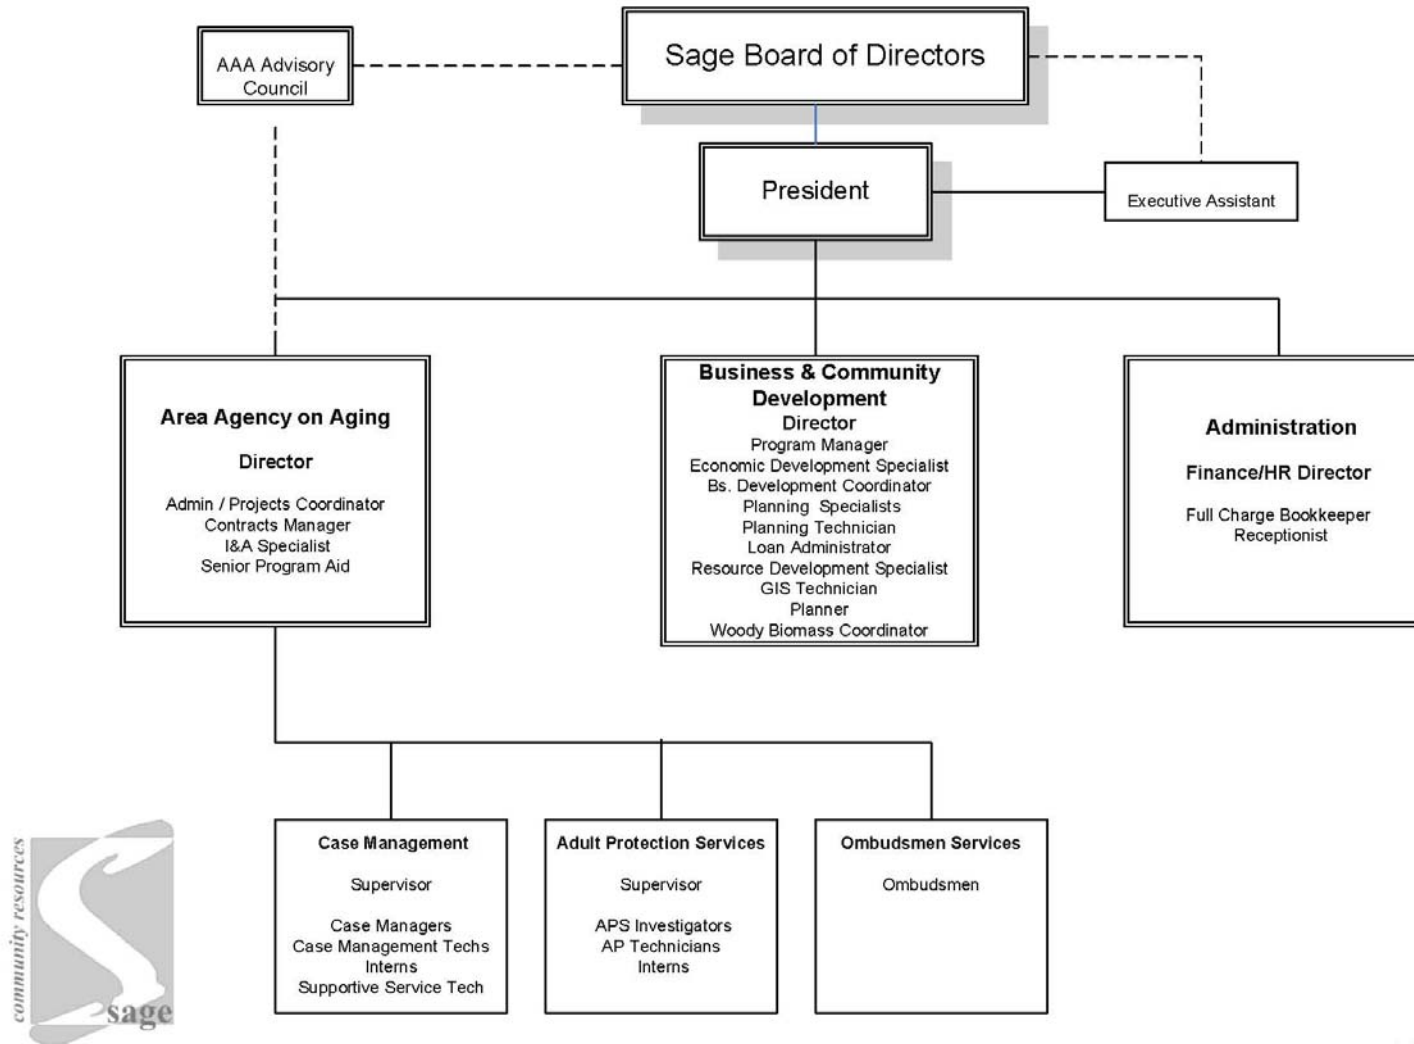 AAA Advisory
Council
Sage Board of Directors
President
Executive Assistant
Area Agency on Aging
Director
Admin / Projects Coordinator
Contracts Manager
I&A Specialist
Senior Program Aid
Business & Community
Development
Director
Program Manager
Economic Development Specialist
Bs. Development Coordinator
Planning Specialists
Planning Technician
Loan Administrator
Resource Development Specialist
GIS Technician
Planner
Woody Biomass Coordinator
Administration
Finance/HR Director
Full Charge Bookkeeper
Receptionist
Case Management
Supervisor
Case Managers
Case Management Techs
Interns
Supportive Service Tech
Adult Protection Services
Supervisor
APS Investigators
AP Technicians
Interns
Ombudsmen Services
Ombudsmen
community resources
sage